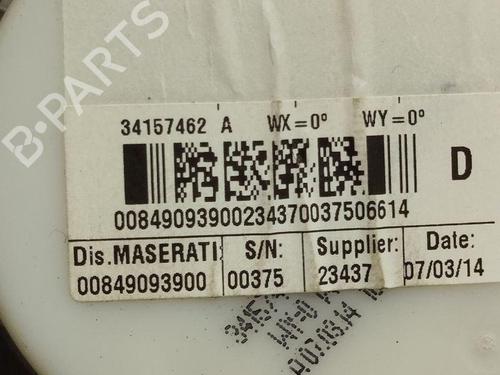 B-PARTS
34157462 A WX=0° WY=0°
D
00849093900234370037506614
Dis.MASERATI: S/N: Supplier: Date:
00849093900 00375 23437 07/03/14